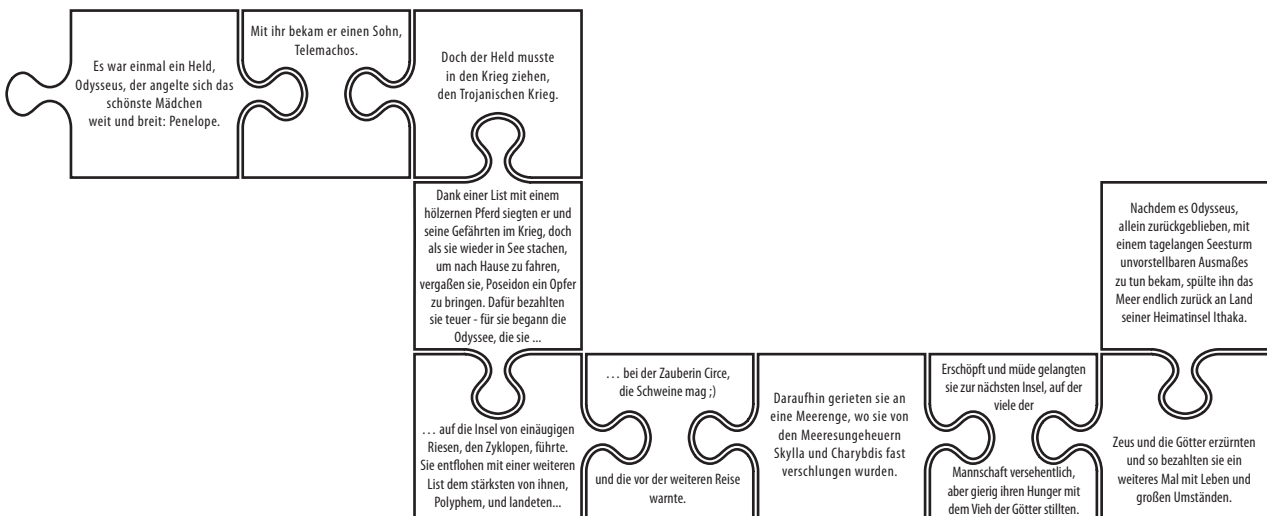 Es war einmal ein Held,
Odysseus, der angelte sich das
schönste Mädchen
weit und breit: Penelope.
Mit ihr bekam er einen Sohn,
Telemachos.
Doch der Held musste
in den Krieg ziehen,
den Trojanischen Krieg.
Dank einer List mit einem
hölzernen Pferd siegten er und
seine Gefährten im Krieg, doch
als sie wieder in See stachen,
um nach Hause zu fahren,
vergaßen sie, Poseidon ein Opfer
zu bringen. Dafür bezahlten
sie teuer - für sie begann die
Odyssee, die sie ...
… auf die Insel von einäugigen
Riesen, den Zyklopen, führte.
Sie entflohen mit einer weiteren
List dem stärksten von ihnen,
Polyphem, und landeten...
… bei der Zauberin Circe,
die Schweine mag ;)
und die vor der weiteren Reise
warnte.
Daraufhin gerieten sie an
eine Meerenge, wo sie von
den Meeresungeheuern
Skylla und Charybdis fast
verschlungen wurden.
Erschöpft und müde gelangten
sie zur nächsten Insel, auf der
viele der
Mannschaft versehentlich,
aber gierig ihren Hunger mit
dem Vieh der Götter stillten.
Zeus und die Götter erzürnten
und so bezahlten sie ein
weiteres Mal mit Leben und
großen Umständen.
Nachdem es Odysseus,
allein zurückgeblieben, mit
einem tagelangen Seesturm
unvorstellbaren Ausmaßes
zu tun bekam, spülte ihn das
Meer endlich zurück an Land
seiner Heimatinsel Ithaka.